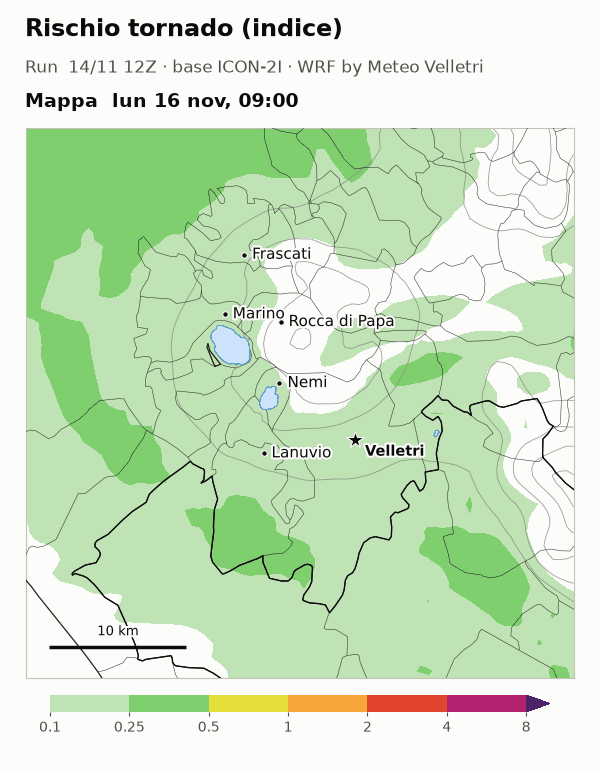 Rischio tornado (indice)
Run  14/11 12Z · base ICON-2I · WRF by Meteo Velletri
Mappa  lun 16 nov, 09:00
Frascati
Marino
Rocca di Papa
Nemi
Velletri
Lanuvio
10 km
0.1 0.25 0.5 1 2 4 8